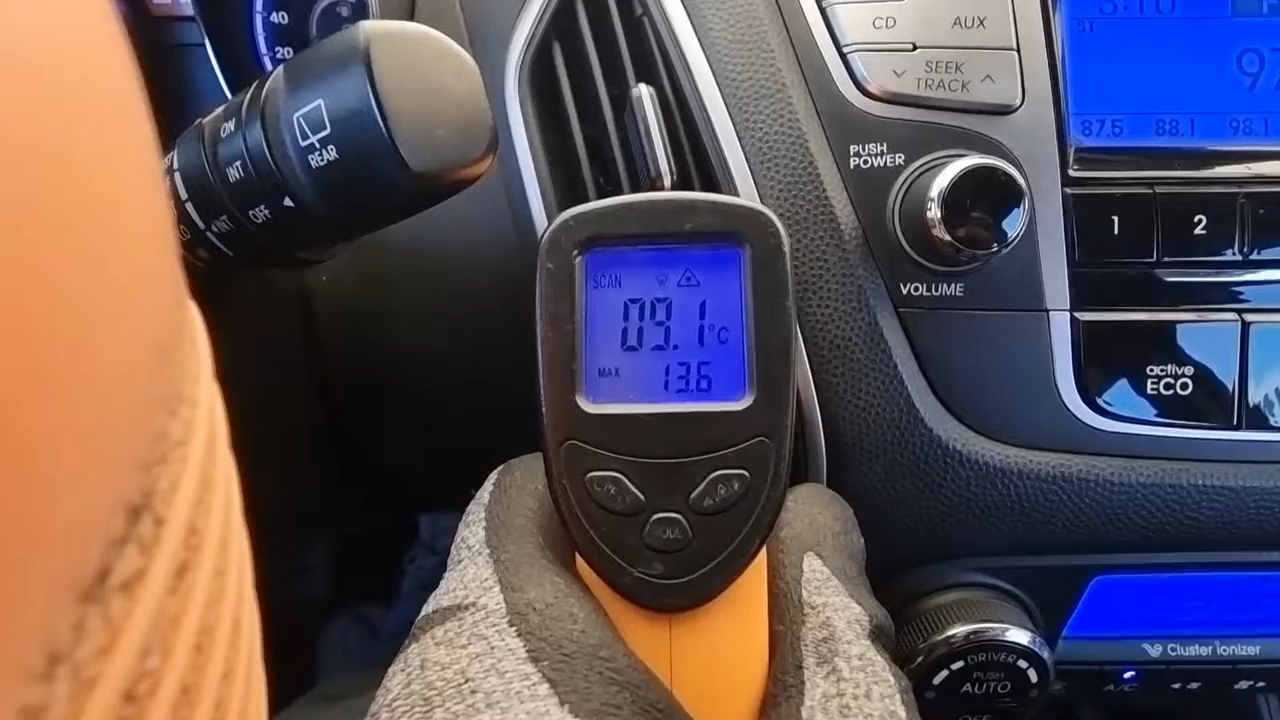 40
20
ON
INT
OFF
REAR
CD
AUX
SEEK
TRACK
ST
87.5 88.1 98.1
PUSH
POWER
VOLUME
1
2
active
ECO
SCAN
09.1°C
MAX 13.6
Cluster ionizer
DRIVER
PUSH
AUTO
A/C